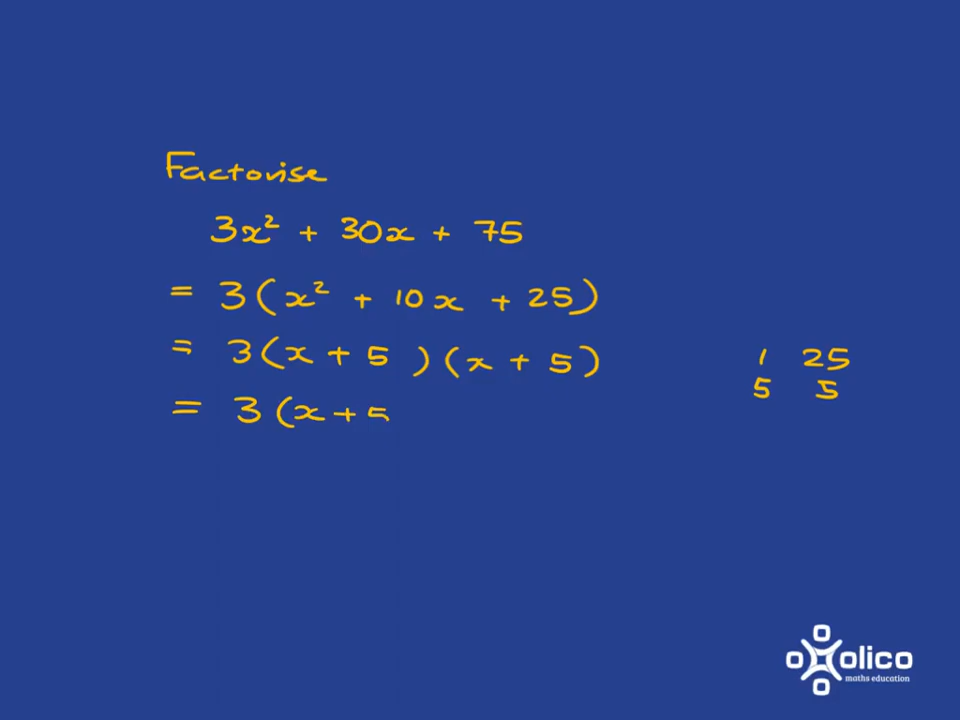 Factorise
3x² + 30x + 75
= 3(x² + 10x + 25)
= 3(x + 5)(x + 5)
1 25
5 5
= 3(x + 5
olico
maths education